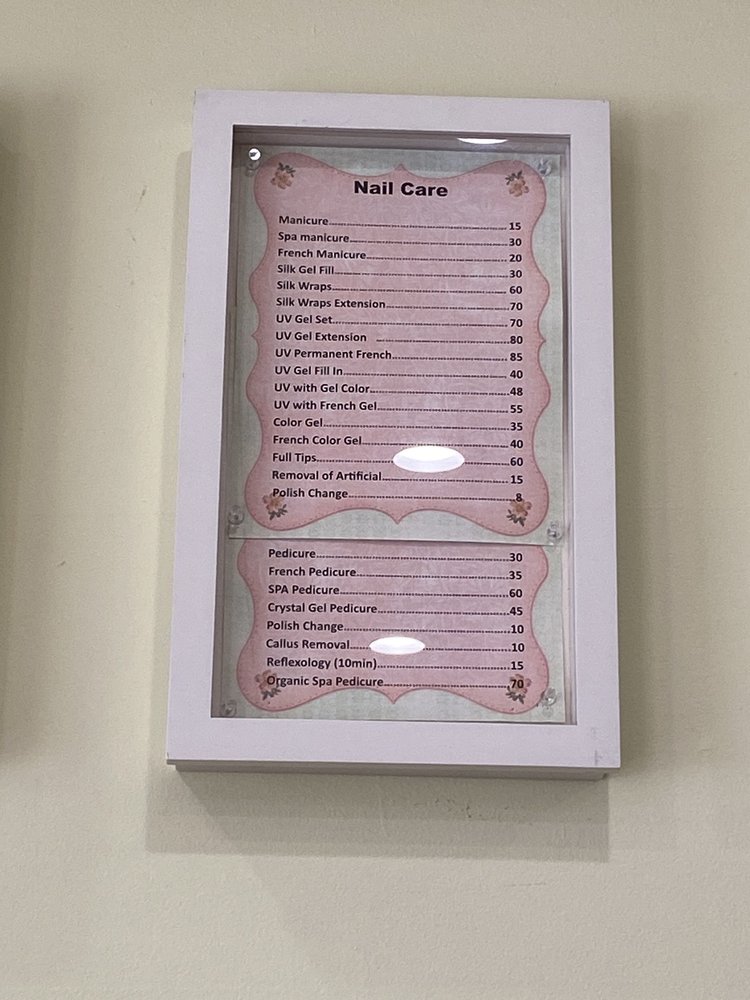 Nail Care
Manicure 15
Spa manicure 30
French Manicure 20
Silk Gel Fill 30
Silk Wraps 60
Silk Wraps Extension 70
UV Gel Set 70
UV Gel Extension 80
UV Permanent French 85
UV Gel Fill In 40
UV with Gel Color 48
UV with French Gel 55
Color Gel 35
French Color Gel 40
Full Tips 60
Removal of Artificial 15
Polish Change 8
Pedicure 30
French Pedicure 35
SPA Pedicure 60
Crystal Gel Pedicure 45
Polish Change 10
Callus Removal 10
Reflexology (10min) 15
Organic Spa Pedicure 70